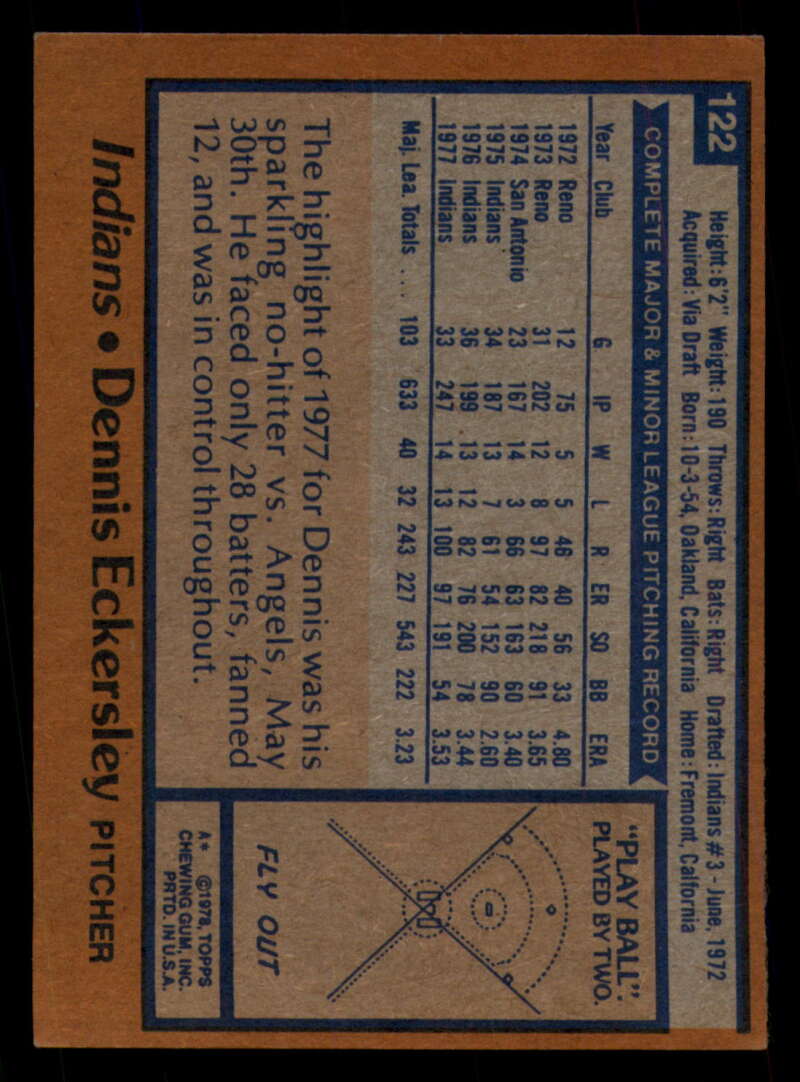 122
Height: 6'2" Weight: 190 Throws: Right Bats: Right Drafted: Indians #3 - June, 1972
Acquired: Via Draft Born: 10-3-54, Oakland, California Home: Fremont, Calfornia
COMPLETE MAJOR & MINOR LEAGUE PITCHING RECORD
Year Club G IP W L R ER SO BB ERA
1972 Reno 12 75 5 5 46 40 56 33 4.80
1973 Reno 31 202 12 8 97 82 218 91 3.65
1974 San Antonio 23 167 14 3 66 63 163 60 3.40
1975 Indians 34 187 13 7 61 54 152 90 2.60
1976 Indians 36 199 13 12 82 76 200 78 3.44
1977 Indians 33 247 14 13 100 97 191 54 3.53
Maj. Lea. Totals ... 103 633 40 32 243 227 543 222 3.23
The highlight of 1977 for Dennis was his
sparkling no-hitter vs. Angels, May
30th. He faced only 28 batters, fanned
12, and was in control throughout.
"PLAY BALL":
PLAYED BY TWO.
FLY OUT
A* ©1978, TOPPS
CHEWING GUM, INC.
PRTD. IN U.S.A.
Indians • Dennis Eckersley PITCHER